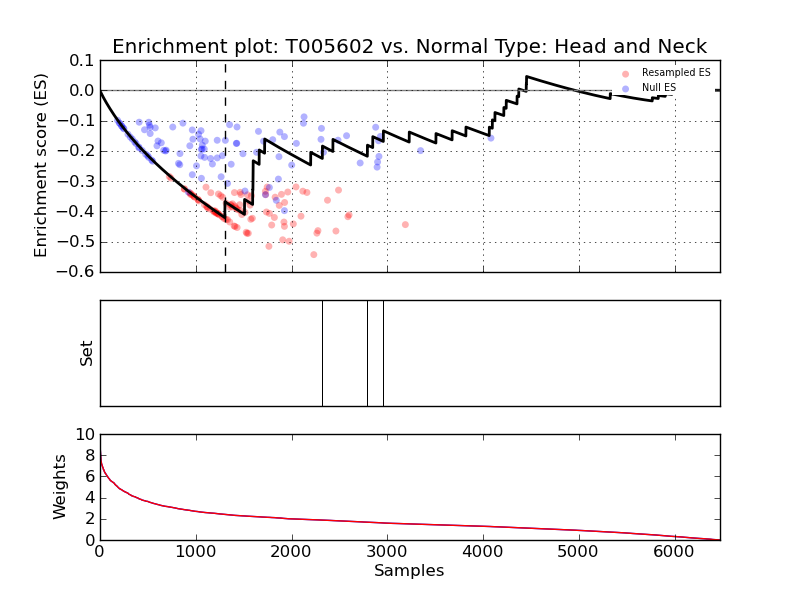 Enrichment plot: T005602 vs. Normal Type: Head and Neck
Enrichment score (ES)
0.1
0.0
−0.1
−0.2
−0.3
−0.4
−0.5
−0.6
Resampled ES
Null ES
Set
Weights
10
8
6
4
2
0
0 1000 2000 3000 4000 5000 6000
Samples